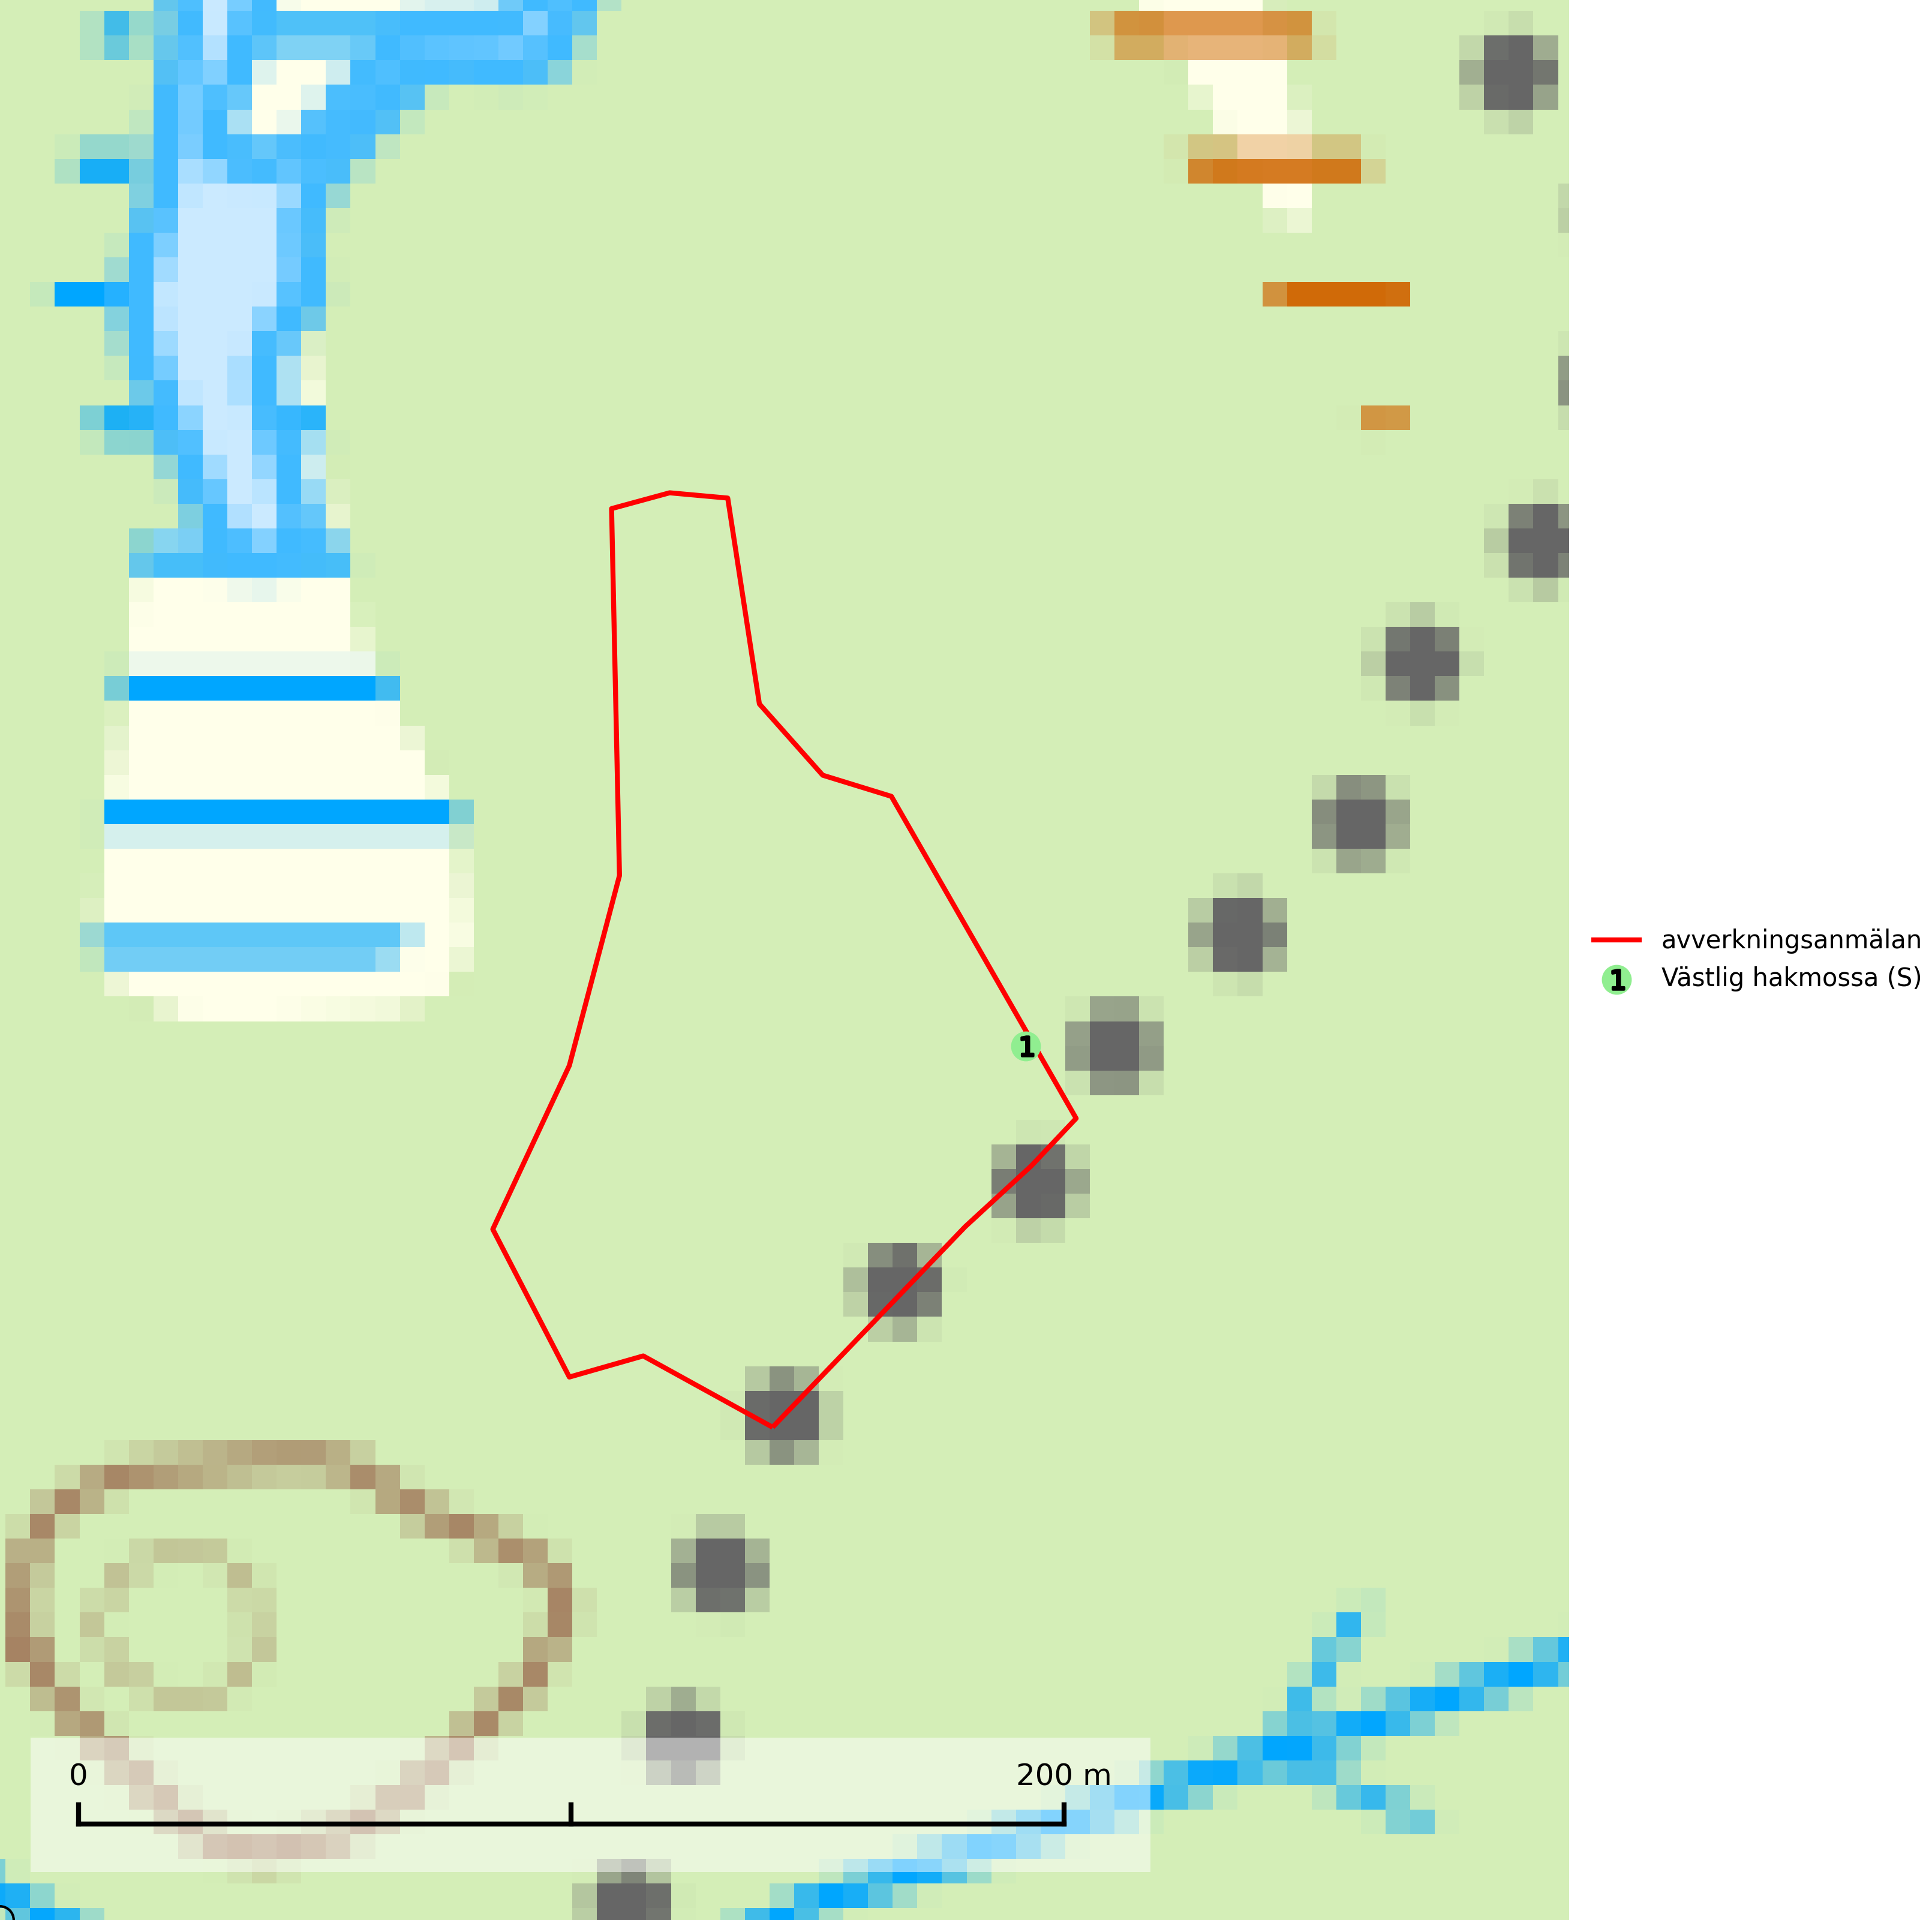 avverkningsanmälan
1 Västlig hakmossa (S)
1
0 200 m